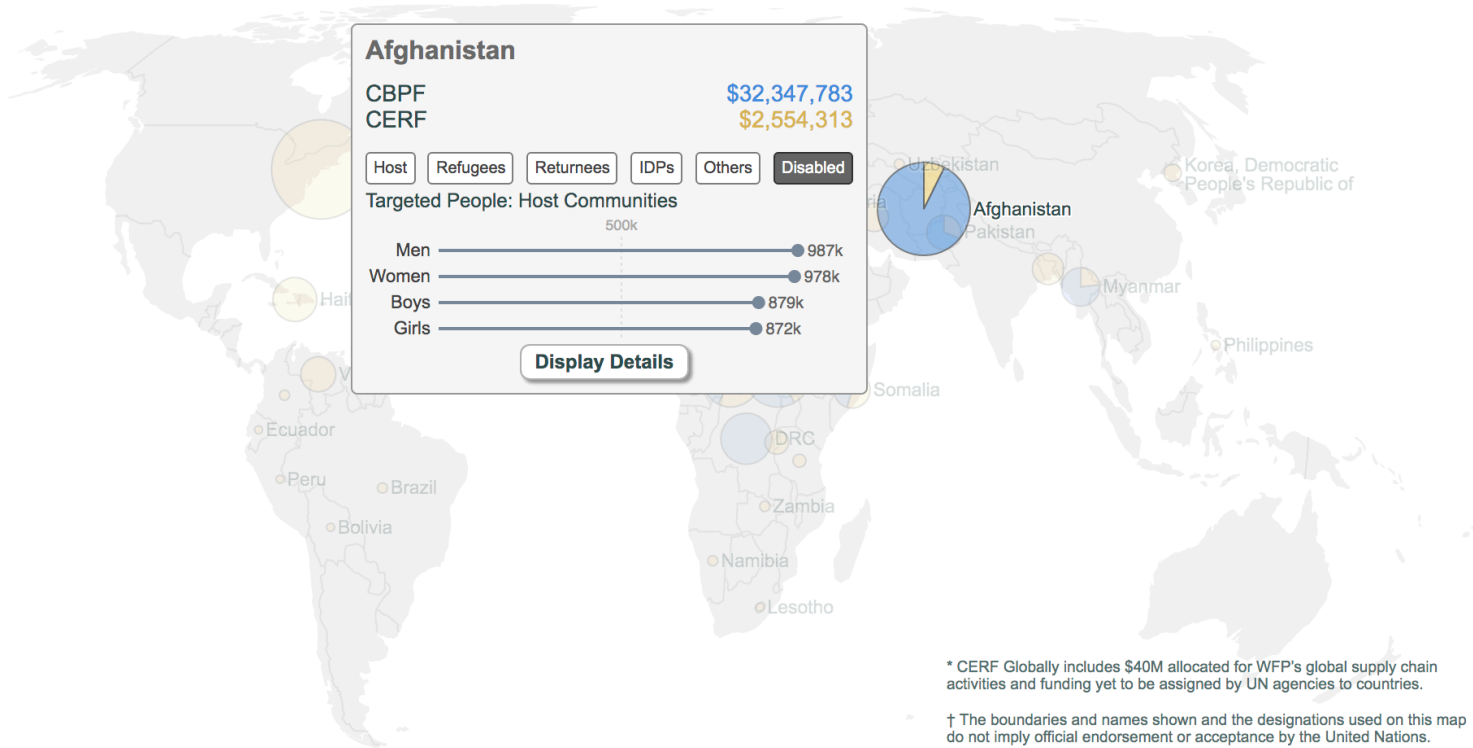 Afghanistan
CBPF $32,347,783
CERF $2,554,313
Host Refugees Returnees IDPs Others Disabled
Targeted People: Host Communities
500k
Men 987k
Women 978k
Boys 879k
Girls 872k
Display Details
Uzbekistan
Korea, Democratic
People's Republic of
Afghanistan
Pakistan
Myanmar
Philippines
Somalia
DRC
Ecuador
Peru
Brazil
Bolivia
Zambia
Namibia
Lesotho
* CERF Globally includes $40M allocated for WFP's global supply chain
activities and funding yet to be assigned by UN agencies to countries.
† The boundaries and names shown and the designations used on this map
do not imply official endorsement or acceptance by the United Nations.